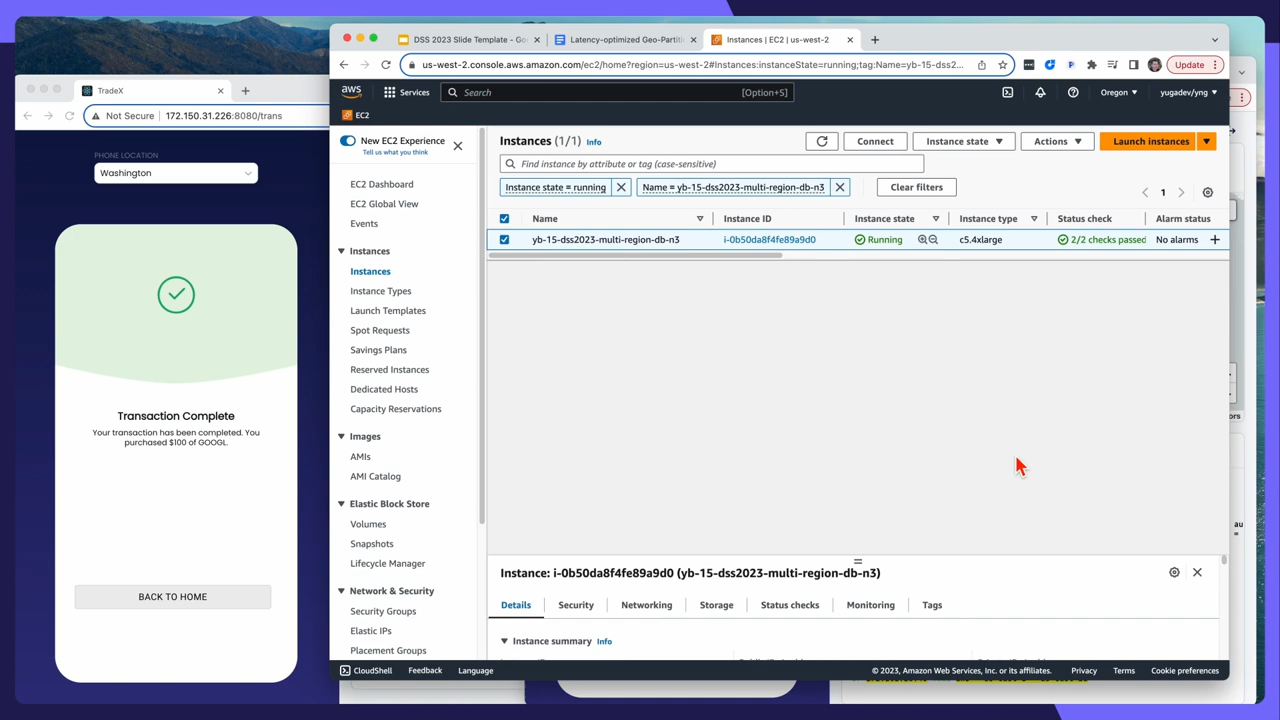 TradeX
Not Secure
172.150.31.226:8080/trans
PHONE LOCATION
Washington
Transaction Complete
Your transaction has been completed. You
purchased $100 of GOOGL.
BACK TO HOME
DSS 2023 Slide Template - Go
Latency-optimized Geo-Partiti
Instances | EC2 | us-west-2
us-west-2.console.aws.amazon.com/ec2/home?region=us-west-2#Instances:instanceState=running;tag:Name=yb-15-dss2...
Update
aws
Services
Search
[Option+S]
Oregon
yugadev/yng
EC2
New EC2 Experience
Tell us what you think
EC2 Dashboard
EC2 Global View
Events
Instances
Instances
Instance Types
Launch Templates
Spot Requests
Savings Plans
Reserved Instances
Dedicated Hosts
Capacity Reservations
Images
AMIs
AMI Catalog
Elastic Block Store
Volumes
Snapshots
Lifecycle Manager
Network & Security
Security Groups
Elastic IPs
Placement Groups
Instances (1/1) Info
Connect
Instance state
Actions
Launch instances
Find instance by attribute or tag (case-sensitive)
Instance state = running
Name = yb-15-dss2023-multi-region-db-n3
Clear filters
1
Name Instance ID Instance state Instance type Status check Alarm status
yb-15-dss2023-multi-region-db-n3 i-0b50da8f4fe89a9d0 Running c5.4xlarge 2/2 checks passed No alarms
Instance: i-0b50da8f4fe89a9d0 (yb-15-dss2023-multi-region-db-n3)
Details Security Networking Storage Status checks Monitoring Tags
Instance summary Info
CloudShell Feedback Language
© 2023, Amazon Web Services, Inc. or its affiliates. Privacy Terms Cookie preferences